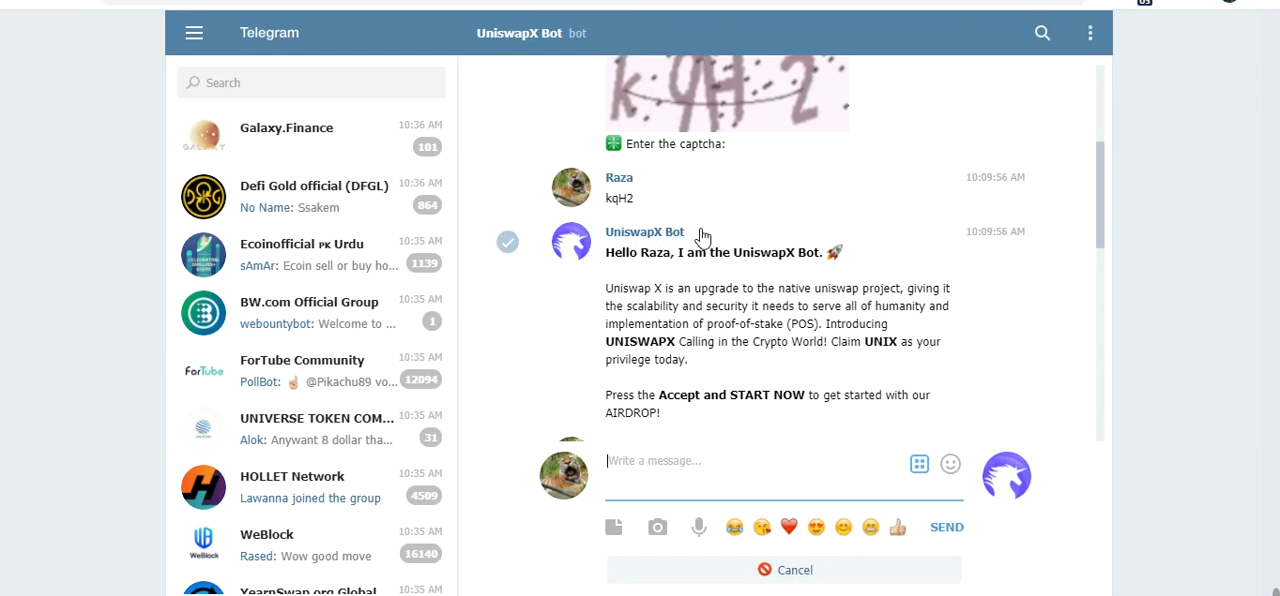 Telegram
UniswapX Bot bot
Search
Galaxy.Finance 10:36 AM
101
Defi Gold official (DFGL) 10:36 AM
No Name: Ssakem 864
Ecoinofficial ᴘᴋ Urdu 10:35 AM
sAmAr: Ecoin sell or buy ho... 1139
BW.com Official Group 10:35 AM
webountybot: Welcome to ... 1
ForTube Community 10:35 AM
PollBot: ☝🏻 @Pikachu89 vo... 12094
UNIVERSE TOKEN COM... 10:35 AM
Alok: Anywant 8 dollar tha... 31
HOLLET Network 10:35 AM
Lawanna joined the group 4509
WeBlock 10:35 AM
Rased: Wow good move 16140
YearnSwap.org Global 10:35 AM
GALAXY
ForTube
WeBlock
kqH2
Enter the captcha:
Raza 10:09:56 AM
kqH2
UniswapX Bot 10:09:56 AM
Hello Raza, I am the UniswapX Bot. 🚀
Uniswap X is an upgrade to the native uniswap project, giving it
the scalability and security it needs to serve all of humanity and
implementation of proof-of-stake (POS). Introducing
UNISWAPX Calling in the Crypto World! Claim UNIX as your
privilege today.
Press the Accept and START NOW to get started with our
AIRDROP!
Write a message...
SEND
Cancel